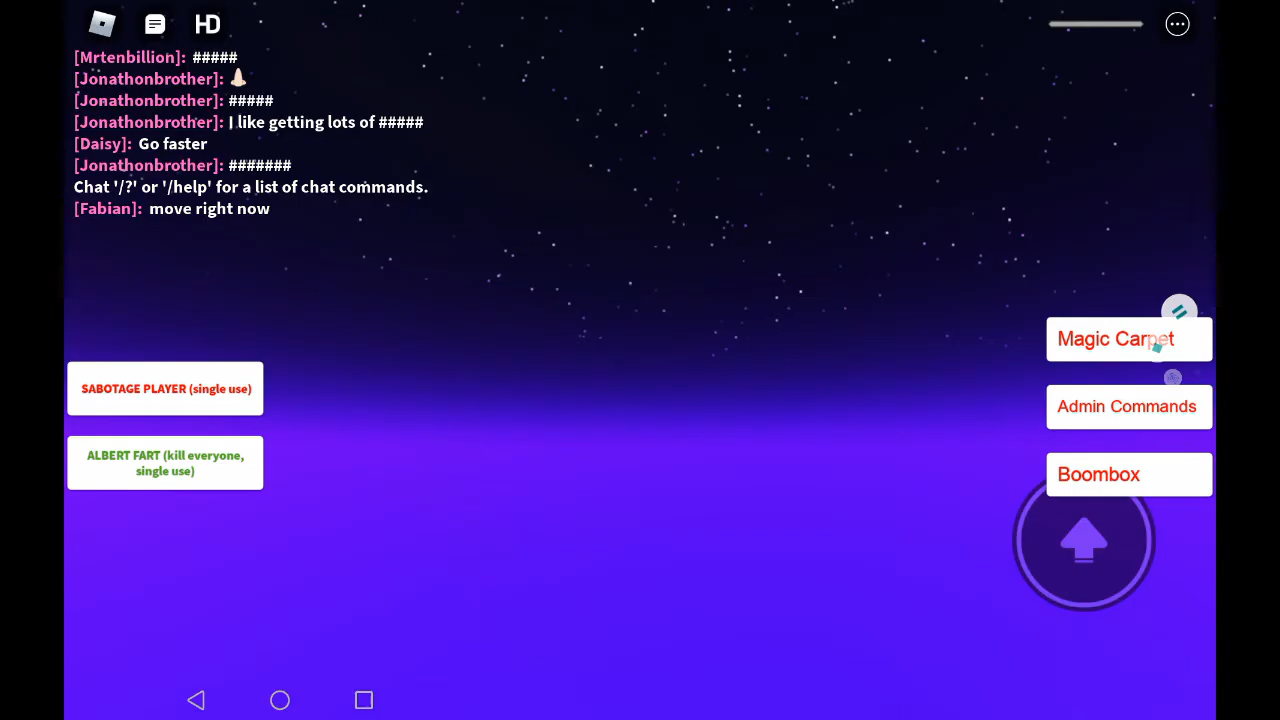 HD
[Mrtenbillion]: #####
[Jonathonbrother]: 👃🏻
[Jonathonbrother]: #####
[Jonathonbrother]: I like getting lots of #####
[Daisy]: Go faster
[Jonathonbrother]: #######
Chat '/?' or '/help' for a list of chat commands.
[Fabian]: move right now
SABOTAGE PLAYER (single use)
ALBERT FART (kill everyone,
single use)
Magic Carpet
Admin Commands
Boombox